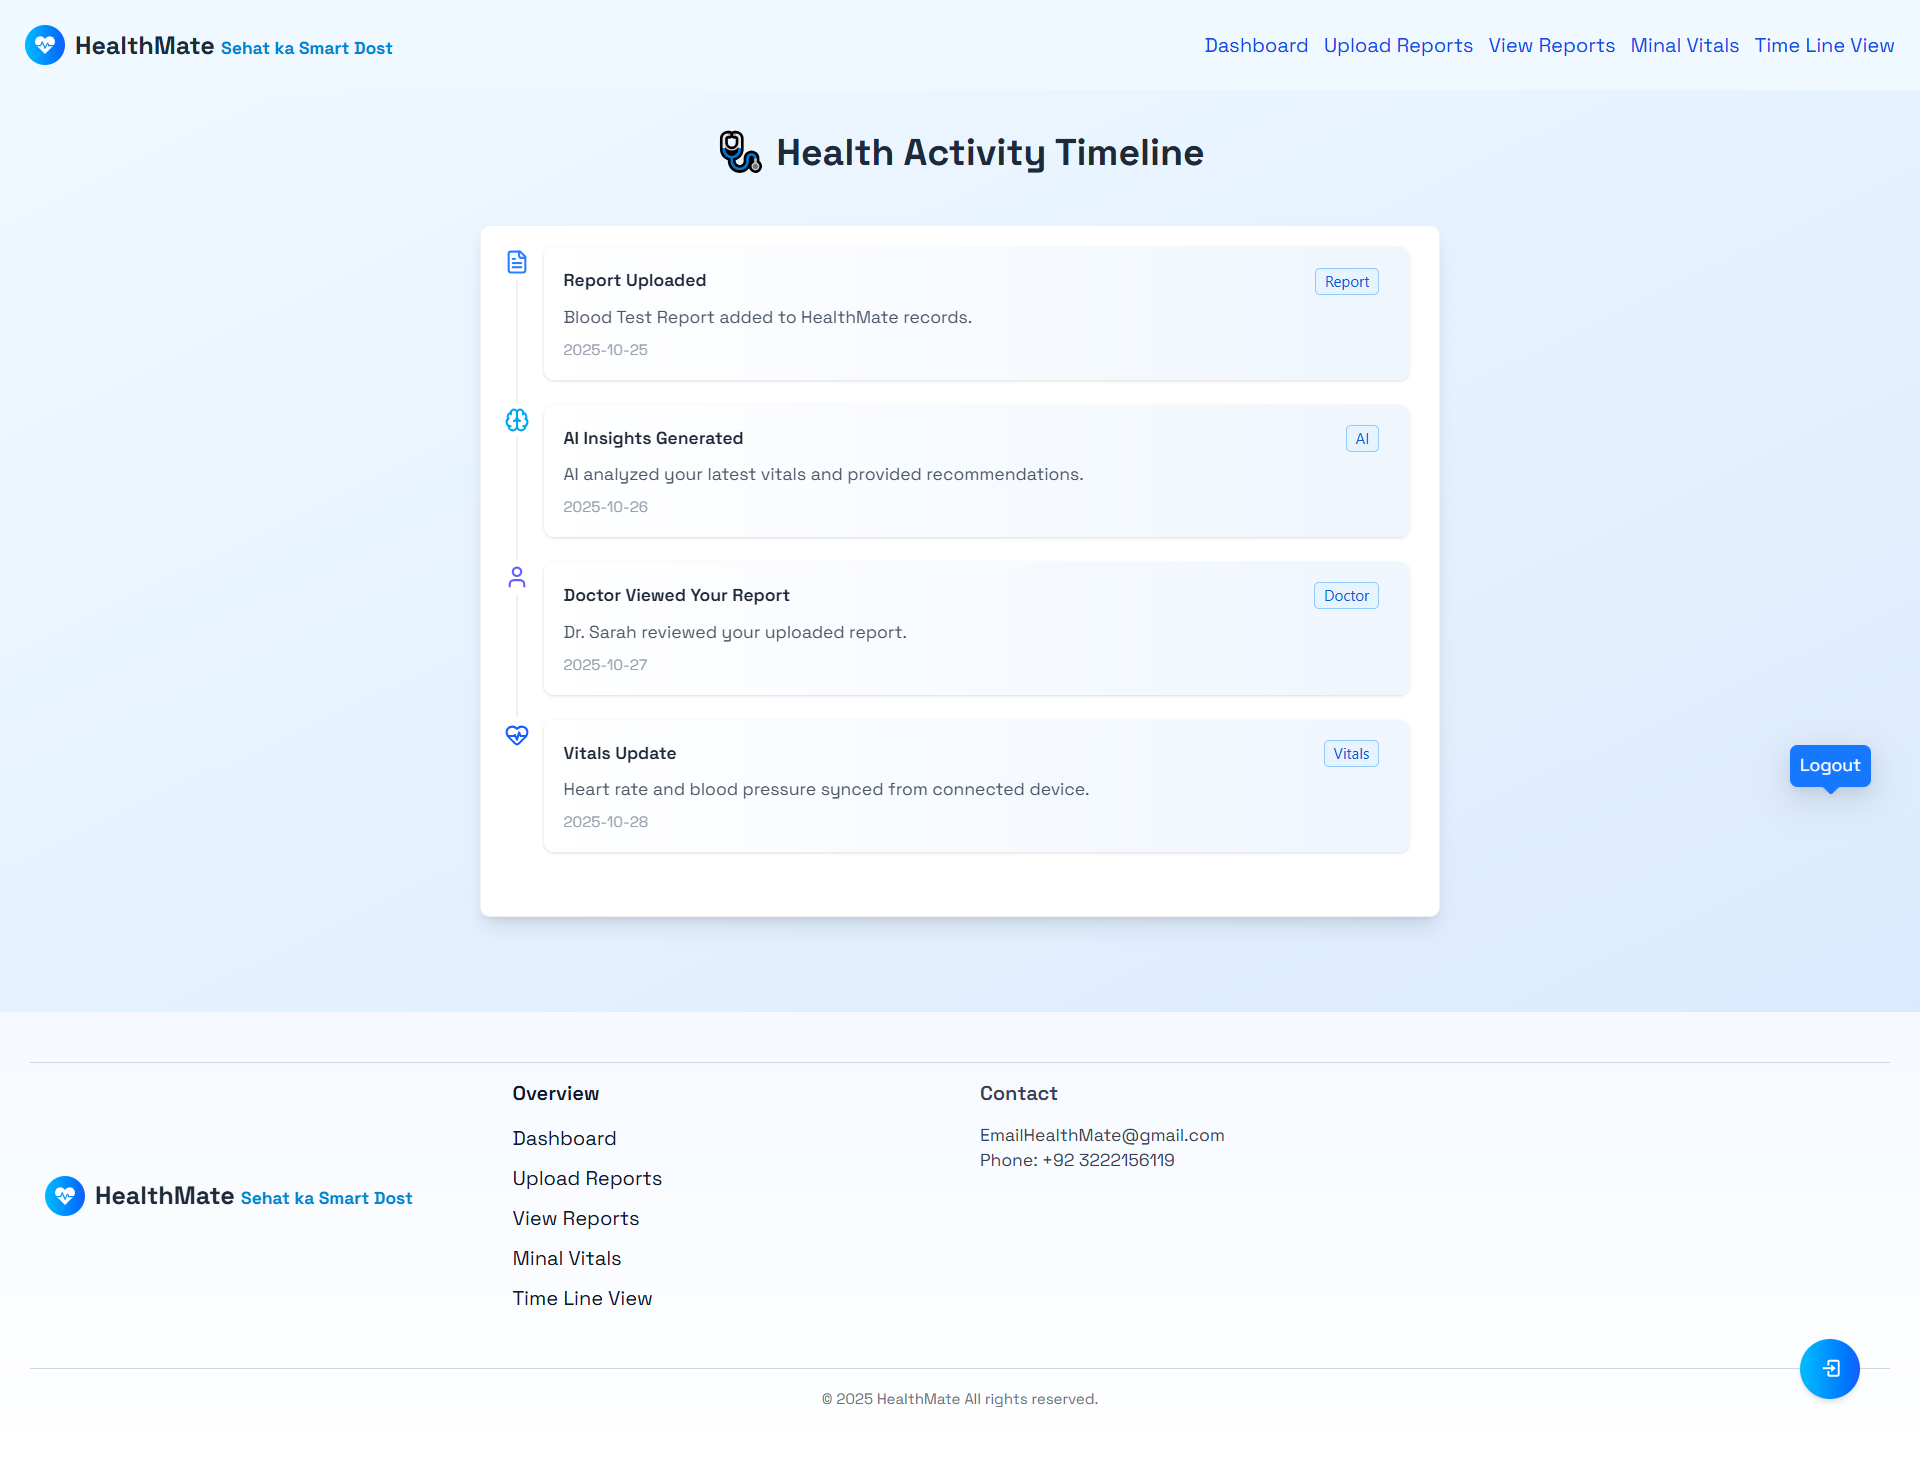 HealthMate Sehat ka Smart Dost
Dashboard Upload Reports View Reports Minal Vitals Time Line View
Health Activity Timeline
Report Uploaded
Report
Blood Test Report added to HealthMate records.
2025-10-25
AI Insights Generated
AI
AI analyzed your latest vitals and provided recommendations.
2025-10-26
Doctor Viewed Your Report
Doctor
Dr. Sarah reviewed your uploaded report.
2025-10-27
Vitals Update
Vitals
Heart rate and blood pressure synced from connected device.
2025-10-28
Logout
HealthMate Sehat ka Smart Dost
Overview
Dashboard
Upload Reports
View Reports
Minal Vitals
Time Line View
Contact
EmailHealthMate@gmail.com
Phone: +92 3222156119
© 2025 HealthMate All rights reserved.